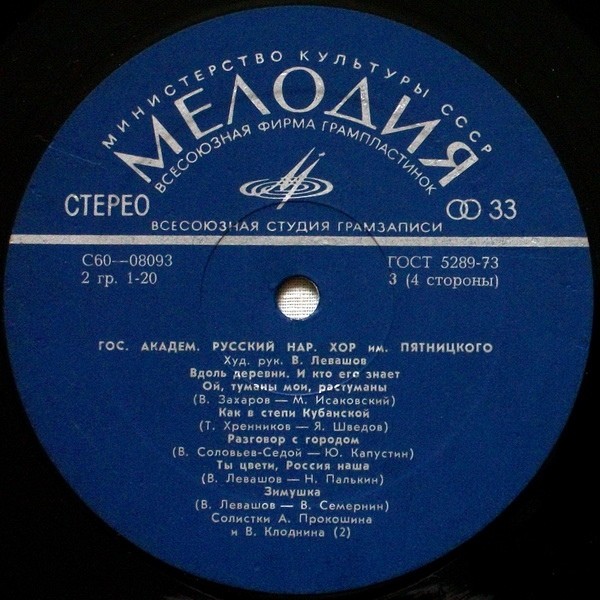 МИНИСТЕРСТВО КУЛЬТУРЫ СССР
МЕЛОДИЯ
ВСЕСОЮЗНАЯ ФИРМА ГРАМПЛАСТИНОК
СТЕРЕО
33
ВСЕСОЮЗНАЯ СТУДИЯ ГРАМЗАПИСИ
С60—08093
ГОСТ 5289-73
2 гр. 1-20
3 (4 стороны)
ГОС. АКАДЕМ. РУССКИЙ НАР. ХОР им. ПЯТНИЦКОГО
Худ. рук. В. Левашов
Вдоль деревни. И кто его знает
Ой, туманы мои, растуманы
(В. Захаров — М. Исаковский)
Как в степи Кубанской
(Т. Хренников — Я. Шведов)
Разговор с городом
(В. Соловьев-Седой — Ю. Капустин)
Ты цвети, Россия наша
(В. Левашов — Н. Палькин)
Зимушка
(В. Левашов — В. Семернин)
Солистки А. Прокошина
и В. Клоднина (2)